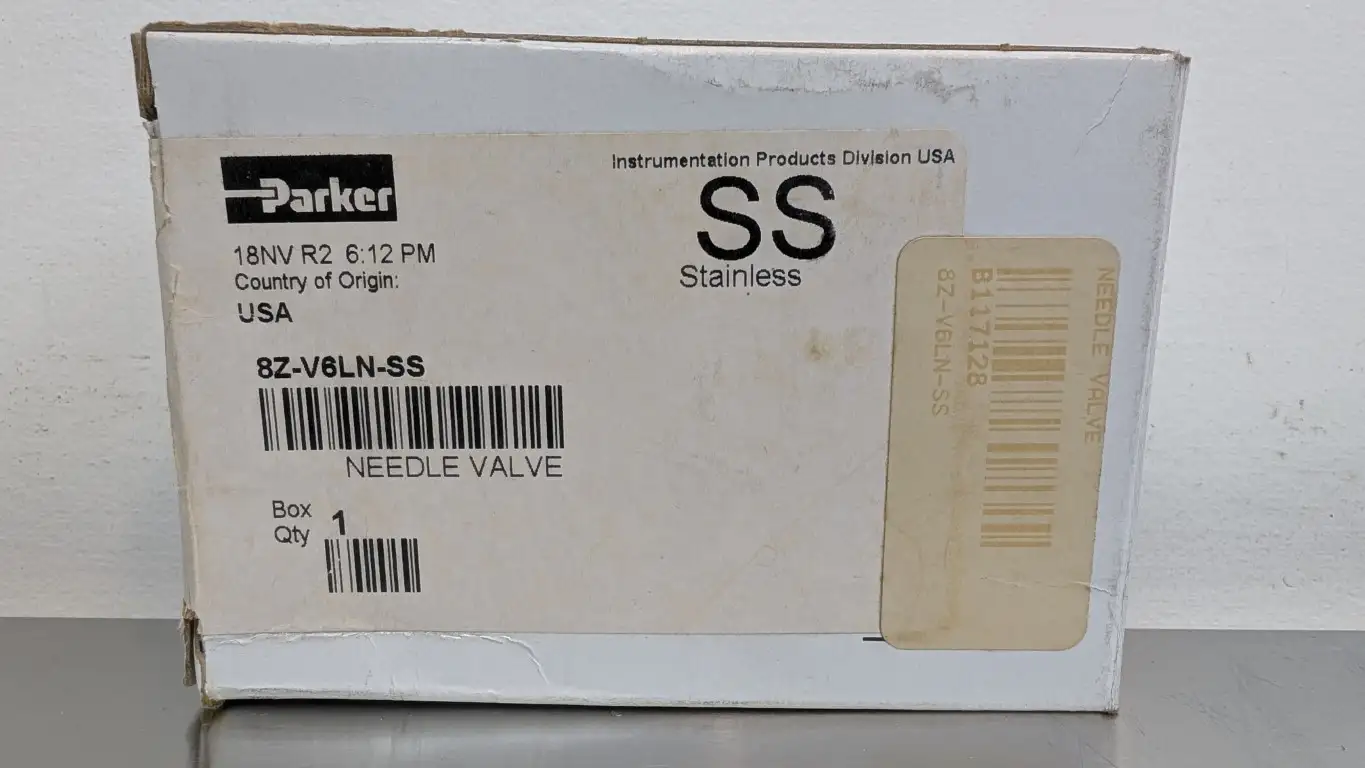 Parker
Instrumentation Products Division USA
SS
Stainless
18NV R2 6:12 PM
Country of Origin:
USA
8Z-V6LN-SS
NEEDLE VALVE
Box
Qty 1
NEEDLE VALVE
B117128
8Z-V6LN-SS